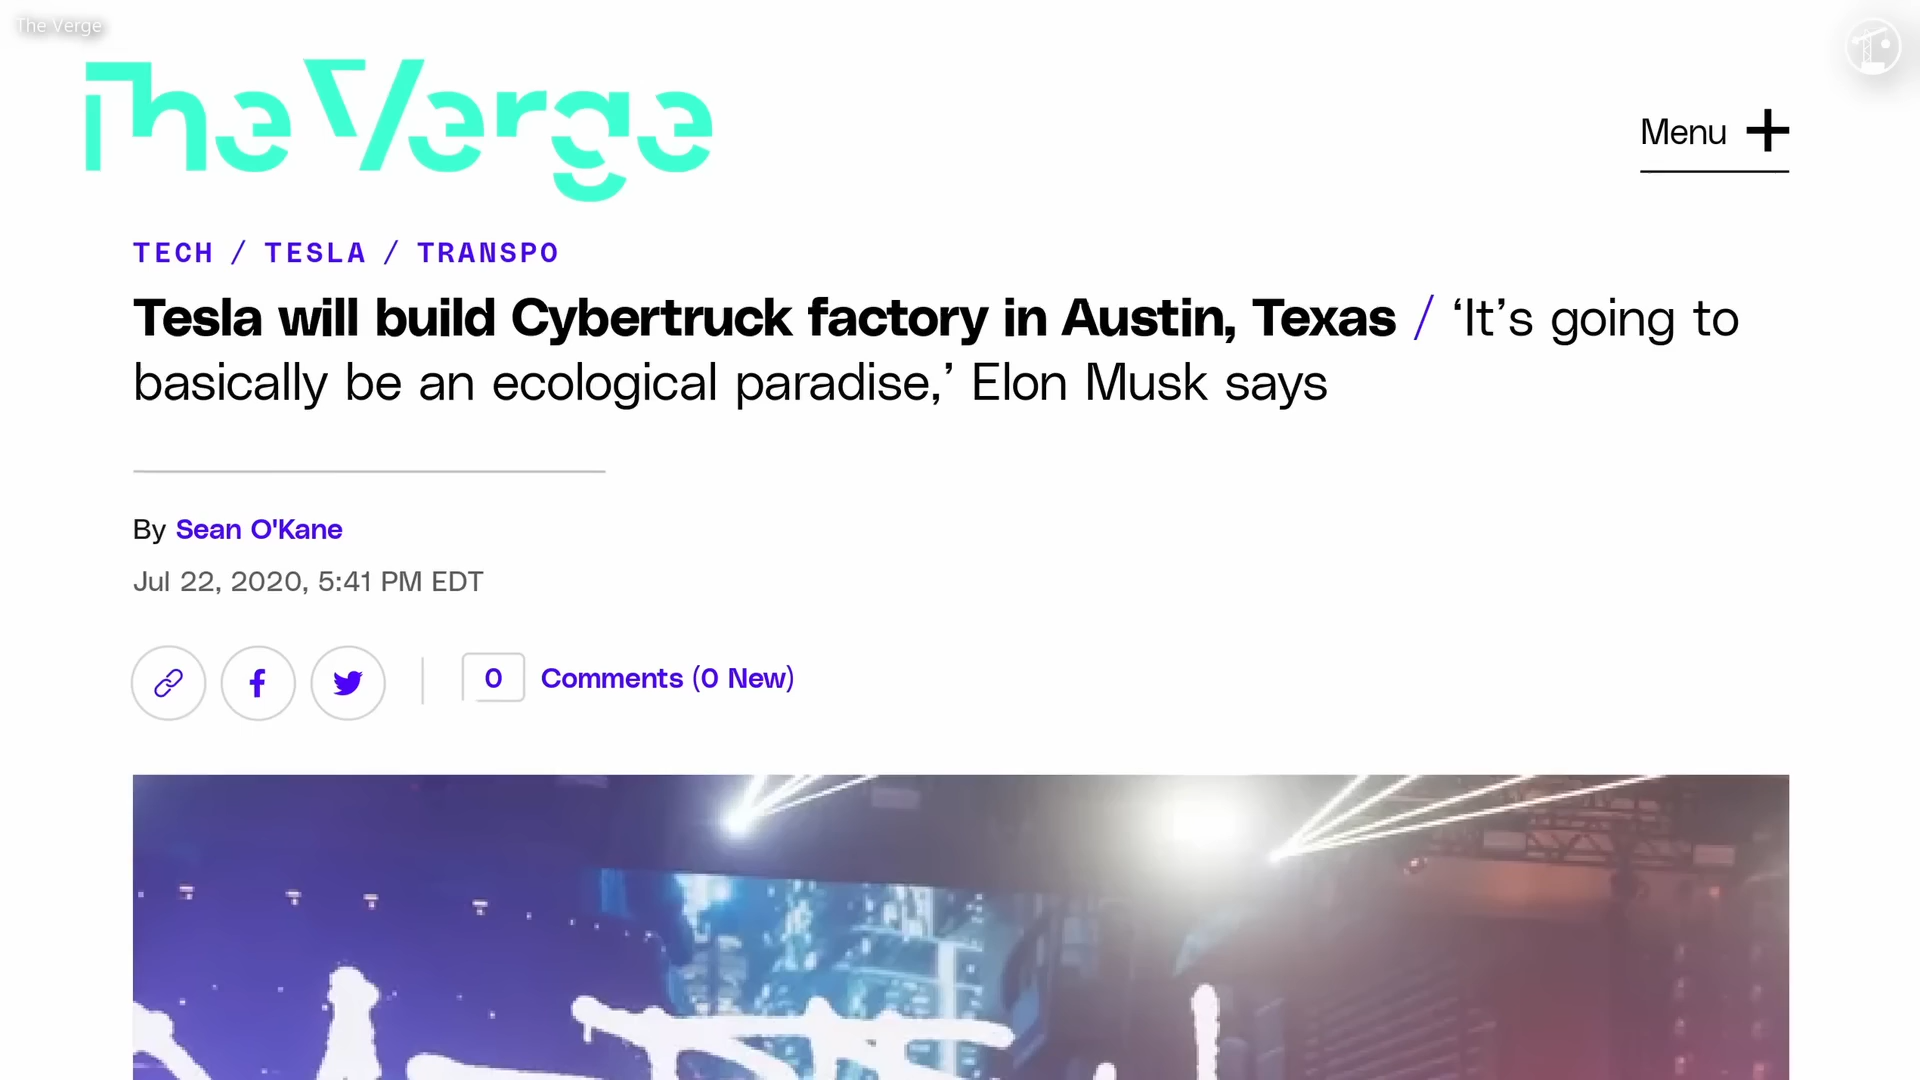 The Verge
The Verge
Menu
TECH / TESLA / TRANSPO
Tesla will build Cybertruck factory in Austin, Texas / ‘It’s going to
basically be an ecological paradise,’ Elon Musk says
By Sean O'Kane
Jul 22, 2020, 5:41 PM EDT
0 Comments (0 New)